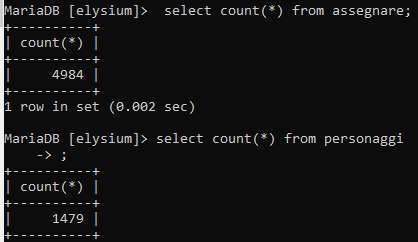 MariaDB [elysium]>  select count(*) from assegnare;
+----------+
| count(*) |
+----------+
|     4984 |
+----------+
1 row in set (0.002 sec)
MariaDB [elysium]> select count(*) from personaggi
    -> ;
+----------+
| count(*) |
+----------+
|     1479 |
+----------+